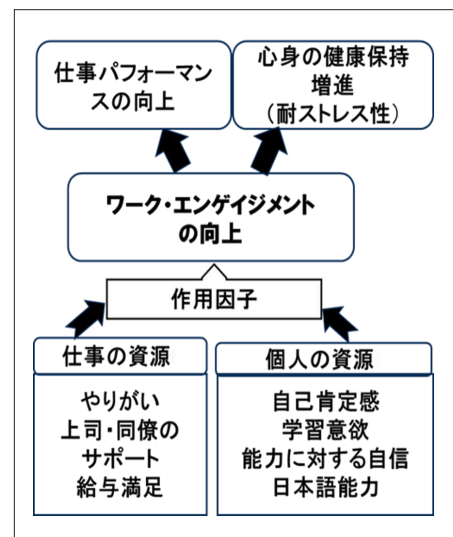 仕事パフォーマン
スの向上
心身の健康保持
増進
(耐ストレス性)
ワーク・エンゲイジメント
の向上
作用因子
仕事の資源
やりがい
上司・同僚の
サポート
給与満足
個人の資源
自己肯定感
学習意欲
能力に対する自信
日本語能力